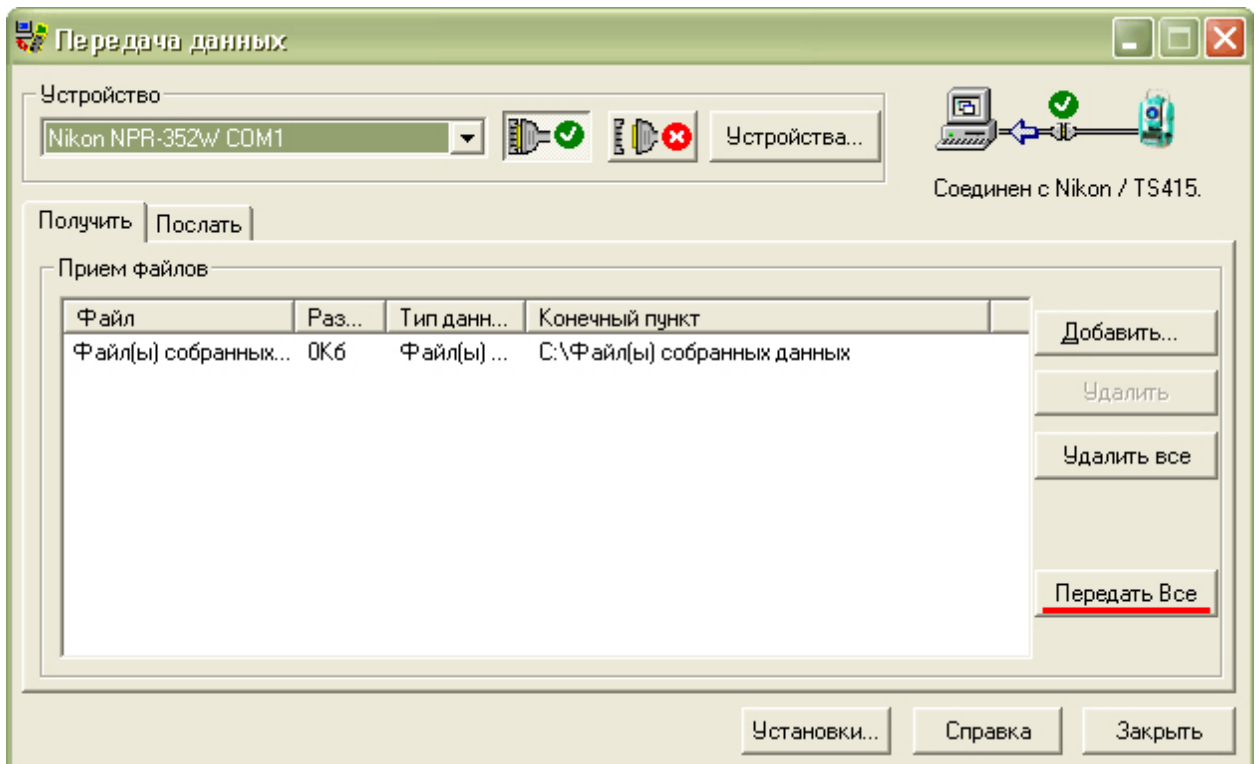 Передача данных
Устройство
Nikon NPR-352W COM1
Устройства...
Соединен с Nikon / TS415.
Получить
Послать
Прием файлов
Файл
Раз...
Тип данн...
Конечный пункт
Файл(ы) собранных...
0Кб
Файл(ы) ...
C:\Файл(ы) собранных данных
Добавить...
Удалить
Удалить все
Передать Все
Установки...
Справка
Закрыть